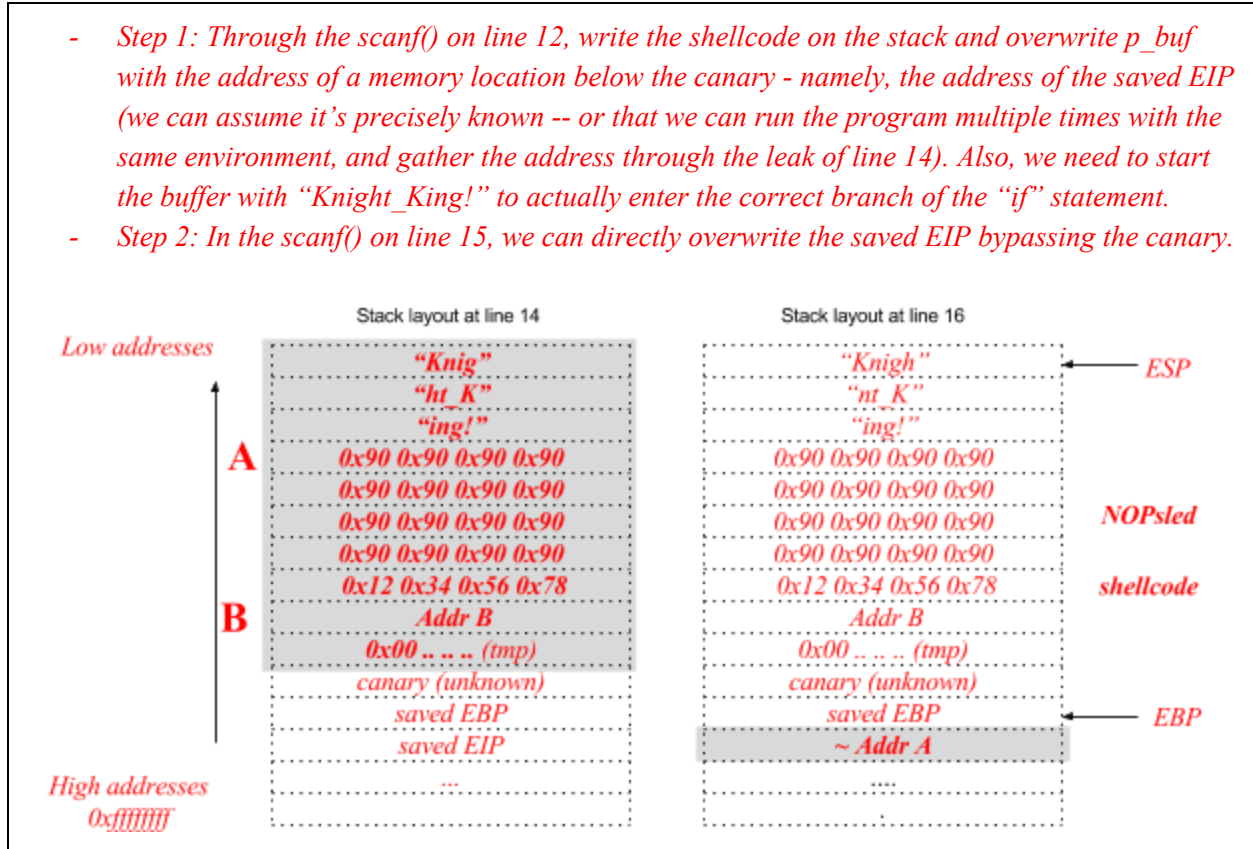 - Step 1: Through the scanf() on line 12, write the shellcode on the stack and overwrite p_buf
with the address of a memory location below the canary - namely, the address of the saved EIP
(we can assume it’s precisely known -- or that we can run the program multiple times with the
same environment, and gather the address through the leak of line 14). Also, we need to start
the buffer with “Knight_King!” to actually enter the correct branch of the “if” statement.
- Step 2: In the scanf() on line 15, we can directly overwrite the saved EIP bypassing the canary.
Stack layout at line 14
Low addresses
“Knig”
“ht_K”
“ing!”
A
0x90 0x90 0x90 0x90
0x90 0x90 0x90 0x90
0x90 0x90 0x90 0x90
0x90 0x90 0x90 0x90
0x12 0x34 0x56 0x78
B
Addr B
0x00 .. .. .. (tmp)
canary (unknown)
saved EBP
saved EIP
...
High addresses
0xffffffff
Stack layout at line 16
“Knigh”
ESP
“nt_K”
“ing!”
0x90 0x90 0x90 0x90
0x90 0x90 0x90 0x90
0x90 0x90 0x90 0x90
NOPsled
0x90 0x90 0x90 0x90
0x12 0x34 0x56 0x78
shellcode
Addr B
0x00 .. .. .. (tmp)
canary (unknown)
saved EBP
EBP
~ Addr A
....
.